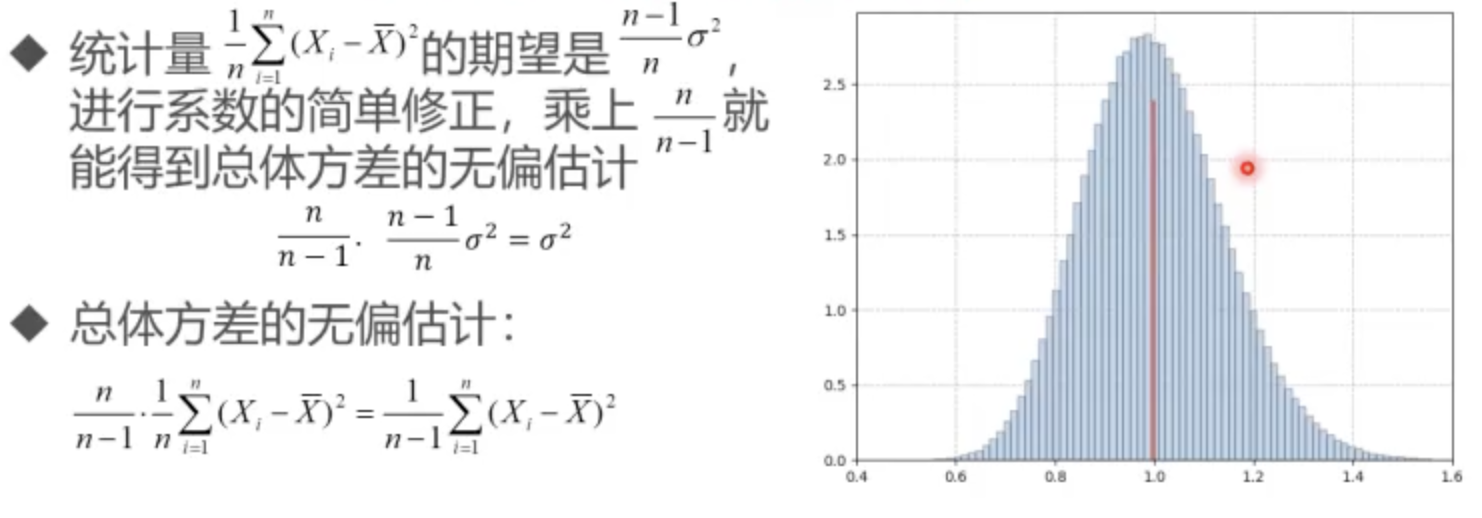 ◆ 统计量 $\frac{1}{n}\sum_{i=1}^{n}(X_i-\overline{X})^2$的期望是 $\frac{n-1}{n}\sigma^2$,
进行系数的简单修正，乘上 $\frac{n}{n-1}$就
能得到总体方差的无偏估计
$\frac{n}{n-1}\cdot\frac{n-1}{n}\sigma^2=\sigma^2$
◆ 总体方差的无偏估计：
$\frac{n}{n-1}\cdot\frac{1}{n}\sum_{i=1}^{n}(X_i-\overline{X})^2=\frac{1}{n-1}\sum_{i=1}^{n}(X_i-\overline{X})^2$
2.5
2.0
1.5
1.0
0.5
0.0
0.4 0.6 0.8 1.0 1.2 1.4 1.6